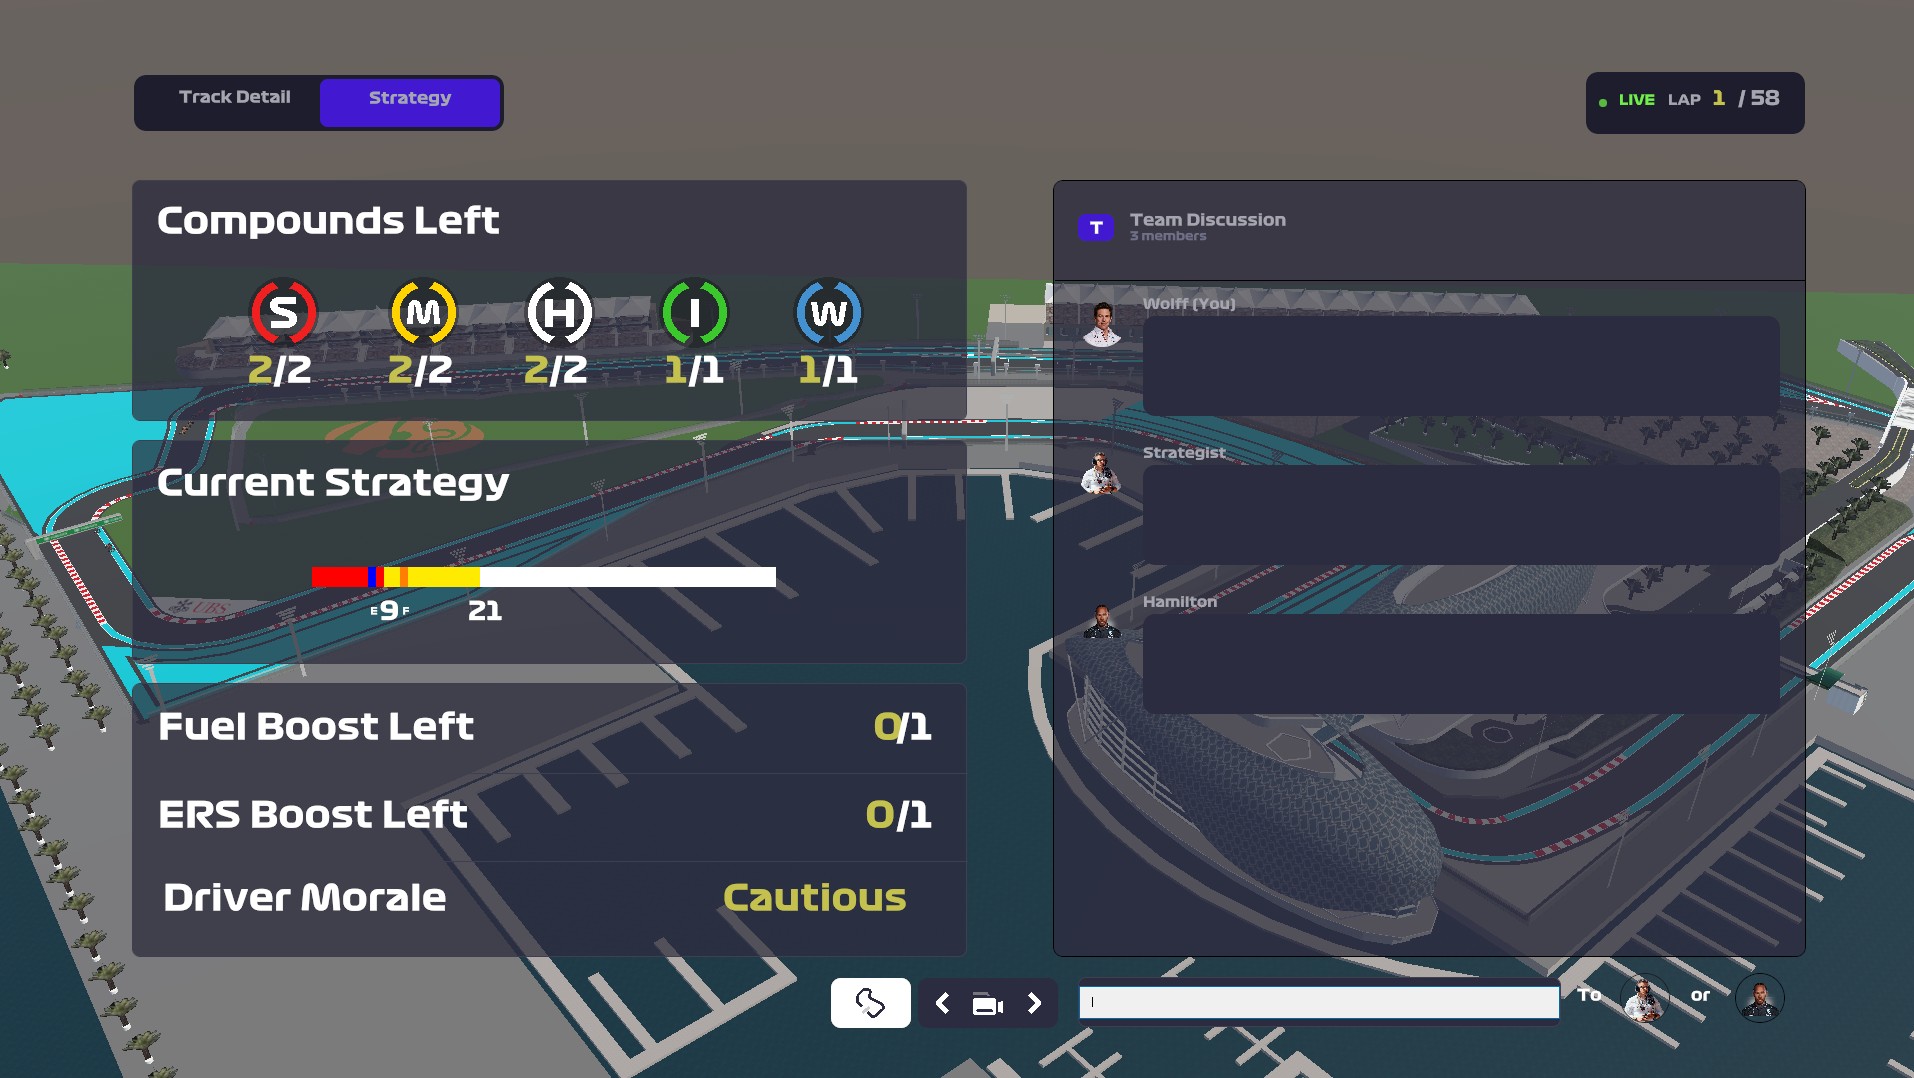 Track Detail
Strategy
LIVE LAP 1 / 58
Compounds Left
S M H I W
2/2 2/2 2/2 1/1 1/1
Current Strategy
E 9 F 21
UBS
Fuel Boost Left 0/1
ERS Boost Left 0/1
Driver Morale Cautious
T Team Discussion
3 members
Wolff (You)
Strategist
Hamilton
To or